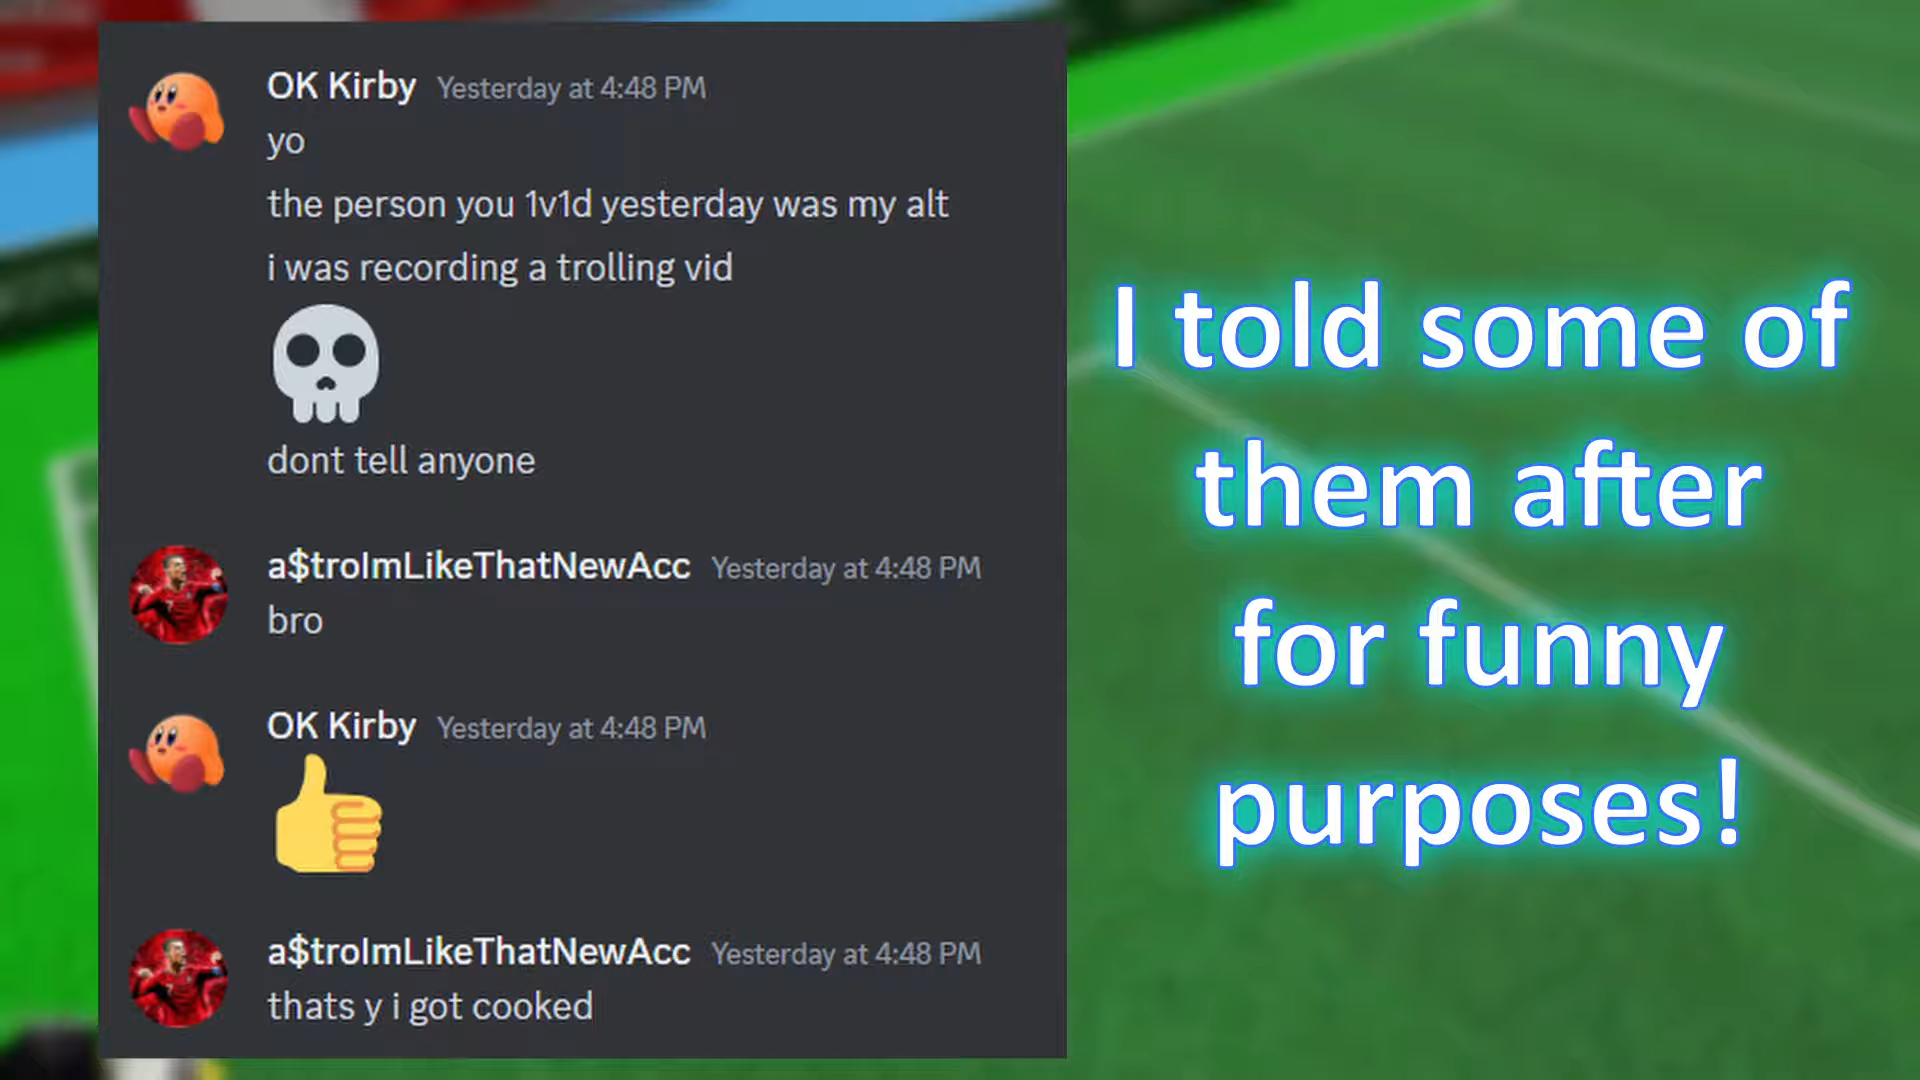 OK Kirby Yesterday at 4:48 PM
yo
the person you 1v1d yesterday was my alt
i was recording a trolling vid
dont tell anyone
a$troImLikeThatNewAcc Yesterday at 4:48 PM
bro
OK Kirby Yesterday at 4:48 PM
a$troImLikeThatNewAcc Yesterday at 4:48 PM
thats y i got cooked
I told some of
them after
for funny
purposes!